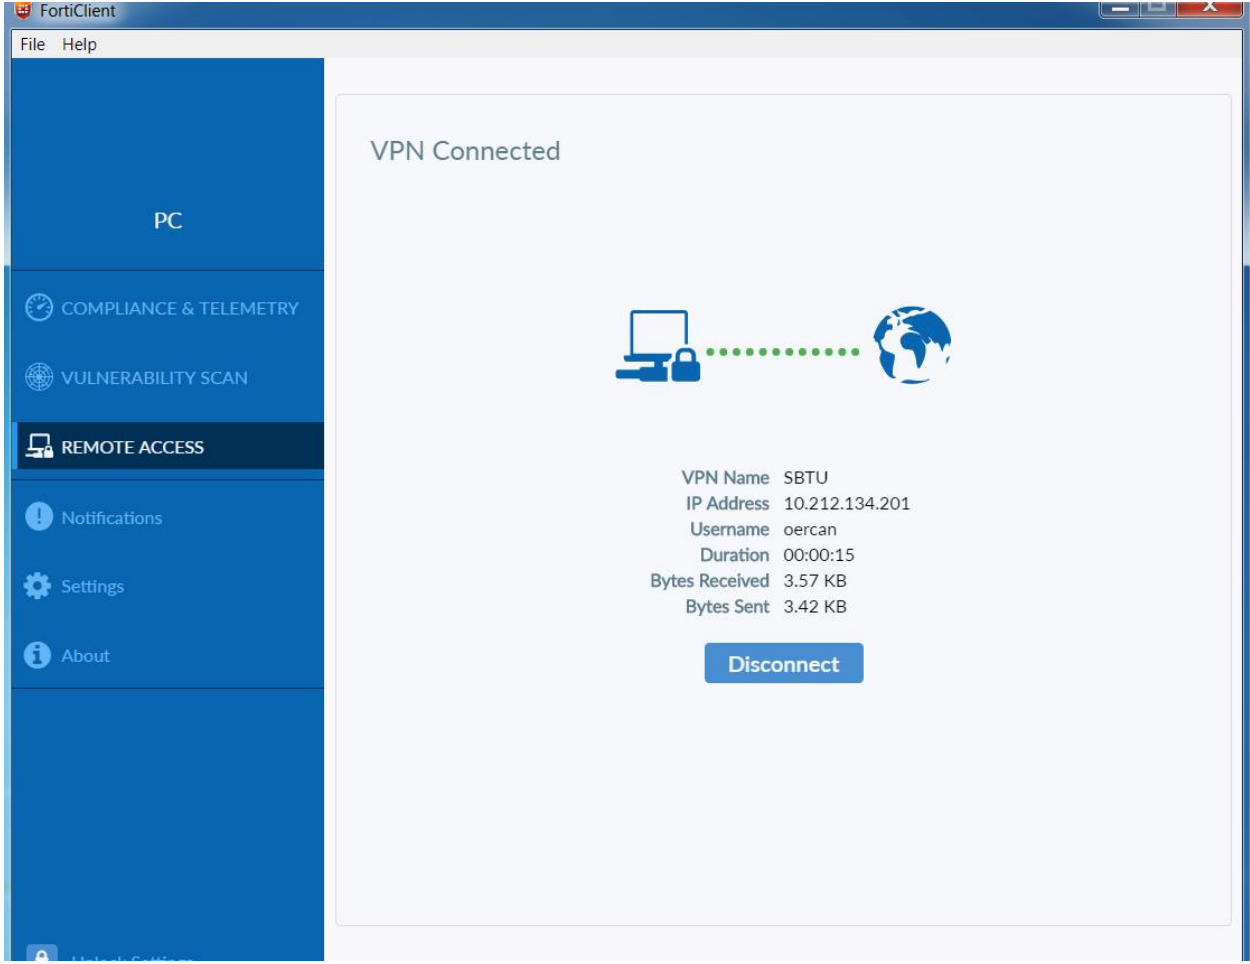 FortiClient
File Help
PC
COMPLIANCE & TELEMETRY
VULNERABILITY SCAN
REMOTE ACCESS
Notifications
Settings
About
Unlock Settings
VPN Connected
VPN Name SBTU
IP Address 10.212.134.201
Username oercan
Duration 00:00:15
Bytes Received 3.57 KB
Bytes Sent 3.42 KB
Disconnect